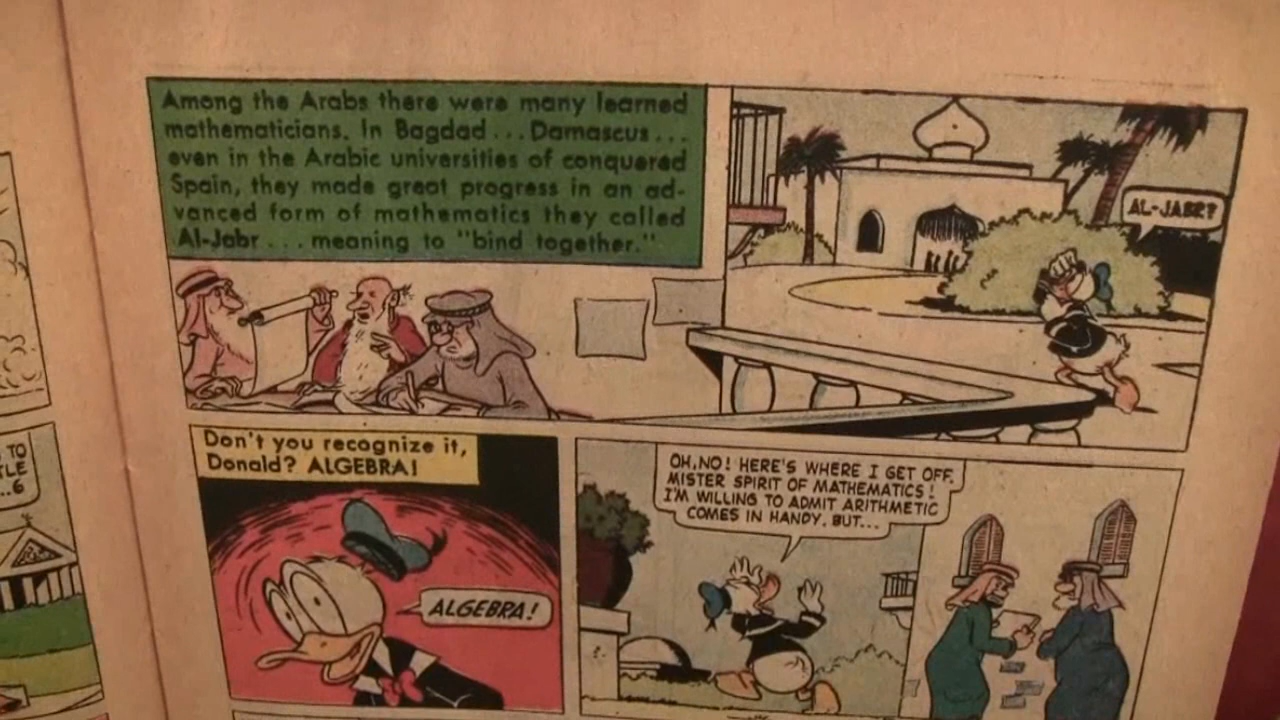 Among the Arabs there were many learned
mathematicians. In Bagdad... Damascus...
even in the Arabic universities of conquered
Spain, they made great progress in an ad-
vanced form of mathematics they called
Al-Jabr... meaning to "bind together."
AL-JABR?
Don't you recognize it,
Donald? ALGEBRA!
ALGEBRA!
OH, NO! HERE'S WHERE I GET OFF,
MISTER SPIRIT OF MATHEMATICS!
I'M WILLING TO ADMIT ARITHMETIC
COMES IN HANDY, BUT...
TO
...6